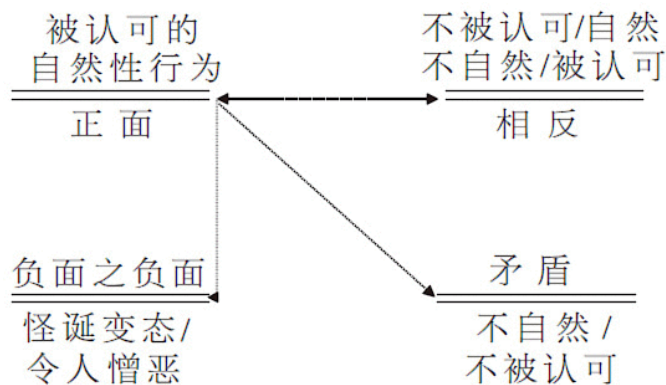 被认可的
自然性行为
正面
不被认可/自然
不自然/被认可
相反
负面之负面
怪诞变态/
令人憎恶
矛盾
不自然/
不被认可